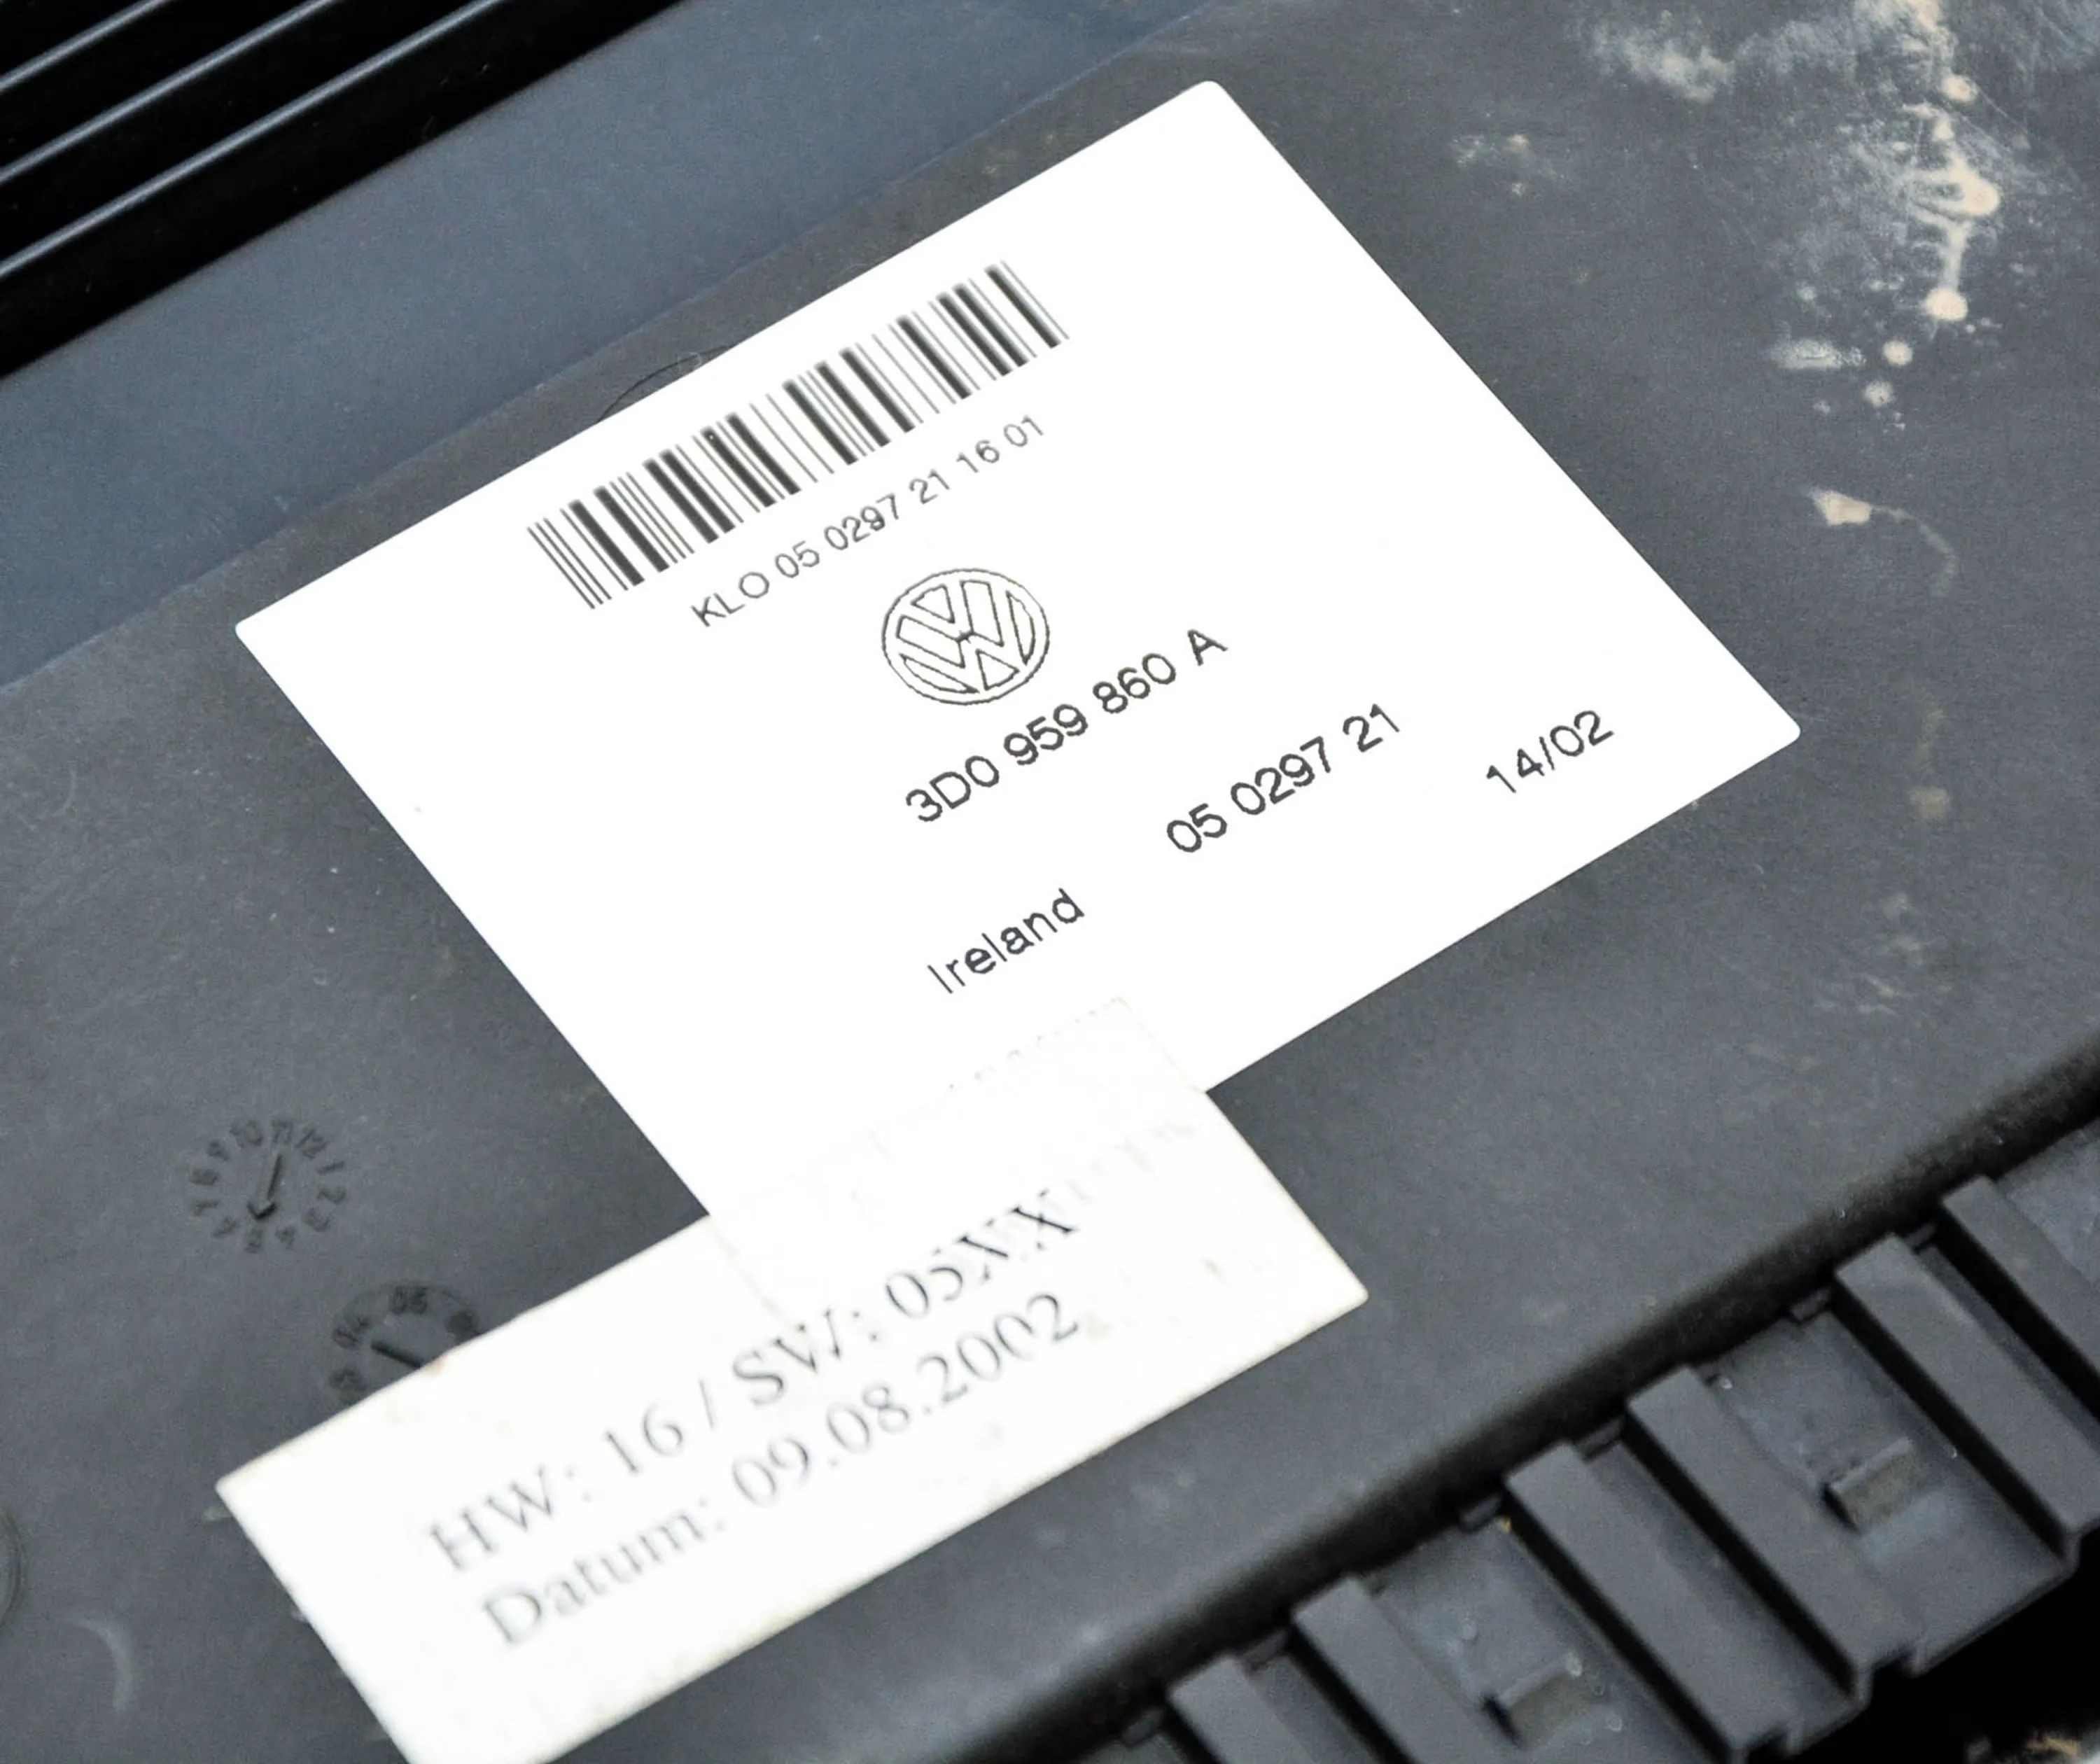 KLO 05 0297 21 16 01
3D0 959 860 A
05 0297 21
14/02
Ireland
HW: 16 / SW: 05XX
Datum: 09.08.2002